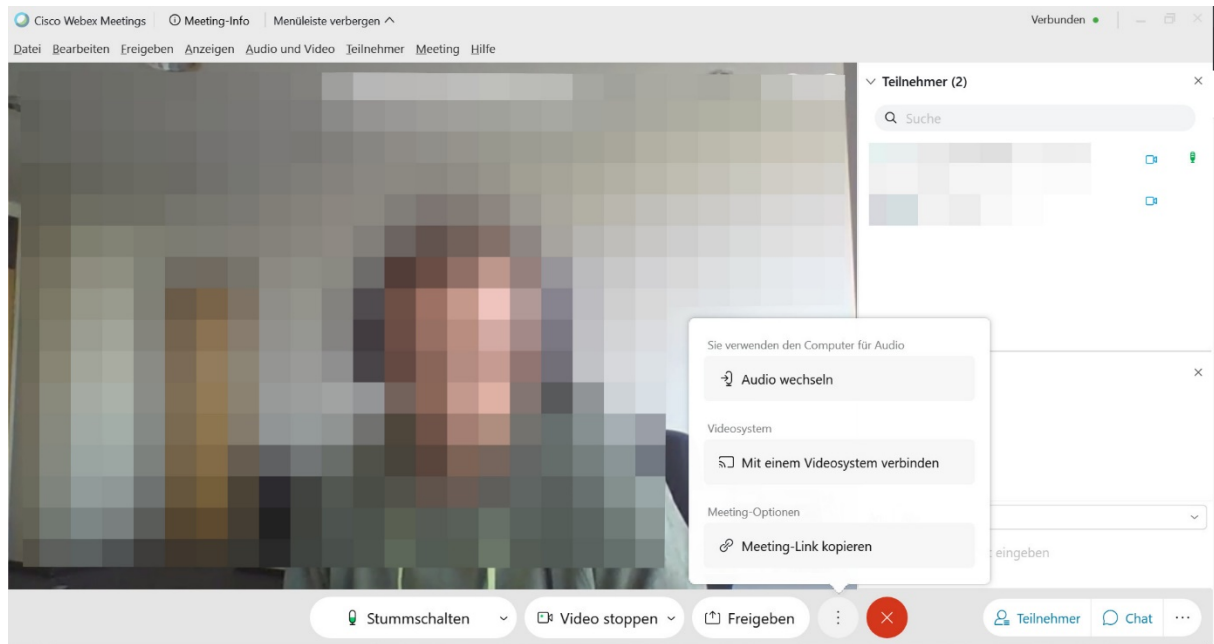 Cisco Webex Meetings Meeting-Info Menüleiste verbergen Verbunden
Datei Bearbeiten Freigeben Anzeigen Audio und Video Teilnehmer Meeting Hilfe
Teilnehmer (2)
Suche
Sie verwenden den Computer für Audio
Audio wechseln
Videosystem
Mit einem Videosystem verbinden
Meeting-Optionen
Meeting-Link kopieren
eingeben
Stummschalten Video stoppen Freigeben Teilnehmer Chat